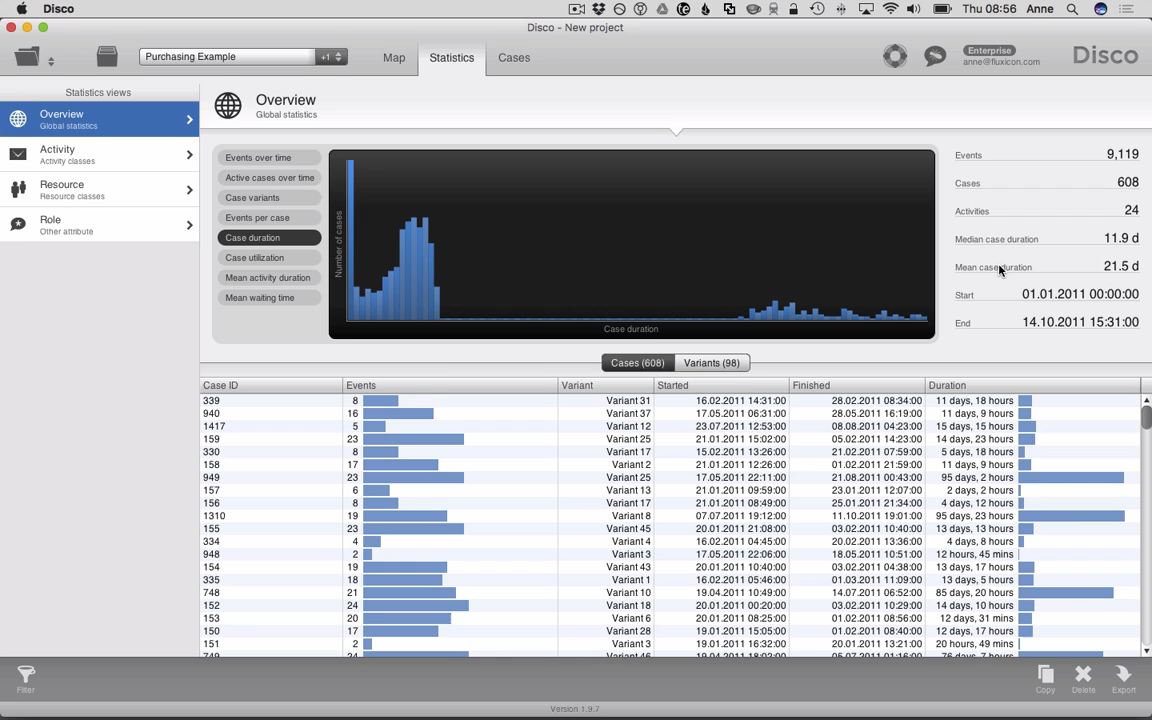 Disco
Thu 08:56 Anne
Disco - New project
Purchasing Example
+1
Map
Statistics
Cases
Enterprise
anne@fluxicon.com
Disco
Statistics views
Overview
Global statistics
Activity
Activity classes
Resource
Resource classes
Role
Other attribute
Overview
Global statistics
Events over time
Active cases over time
Case variants
Events per case
Case duration
Case utilization
Mean activity duration
Mean waiting time
Number of cases
Case duration
Events 9,119
Cases 608
Activities 24
Median case duration 11.9 d
Mean case duration 21.5 d
Start 01.01.2011 00:00:00
End 14.10.2011 15:31:00
Cases (608) Variants (98)
Case ID Events Variant Started Finished Duration
339 8 Variant 31 16.02.2011 14:31:00 28.02.2011 08:34:00 11 days, 18 hours
940 16 Variant 37 17.05.2011 06:31:00 28.05.2011 16:19:00 11 days, 9 hours
1417 5 Variant 12 23.07.2011 12:53:00 08.08.2011 04:23:00 15 days, 15 hours
159 23 Variant 25 21.01.2011 15:02:00 05.02.2011 14:23:00 14 days, 23 hours
330 8 Variant 17 15.02.2011 13:26:00 21.02.2011 07:59:00 5 days, 18 hours
158 17 Variant 2 21.01.2011 12:26:00 01.02.2011 21:59:00 11 days, 9 hours
949 23 Variant 25 17.05.2011 22:11:00 21.08.2011 00:43:00 95 days, 2 hours
157 6 Variant 13 21.01.2011 09:59:00 23.01.2011 12:07:00 2 days, 2 hours
156 8 Variant 17 21.01.2011 08:49:00 25.01.2011 21:34:00 4 days, 12 hours
1310 19 Variant 8 07.07.2011 19:12:00 11.10.2011 19:01:00 95 days, 23 hours
155 23 Variant 45 20.01.2011 21:08:00 03.02.2011 10:40:00 13 days, 13 hours
334 4 Variant 4 16.02.2011 04:45:00 20.02.2011 13:36:00 4 days, 8 hours
948 2 Variant 3 17.05.2011 22:06:00 18.05.2011 10:51:00 12 hours, 45 mins
154 19 Variant 43 20.01.2011 10:40:00 03.02.2011 04:38:00 13 days, 17 hours
335 18 Variant 1 16.02.2011 05:46:00 01.03.2011 11:09:00 13 days, 5 hours
748 21 Variant 10 19.04.2011 10:49:00 14.07.2011 06:52:00 85 days, 20 hours
152 24 Variant 18 20.01.2011 00:20:00 03.02.2011 10:29:00 14 days, 10 hours
153 20 Variant 6 20.01.2011 08:25:00 01.02.2011 08:56:00 12 days, 31 mins
150 17 Variant 28 19.01.2011 15:05:00 01.02.2011 08:40:00 12 days, 17 hours
151 2 Variant 3 19.01.2011 16:32:00 20.01.2011 13:21:00 20 hours, 49 mins
749 24 Variant 46 19.04.2011 18:02:00 05.07.2011 01:16:00 76 days, 7 hours
Filter
Copy
Delete
Export
Version 1.9.7